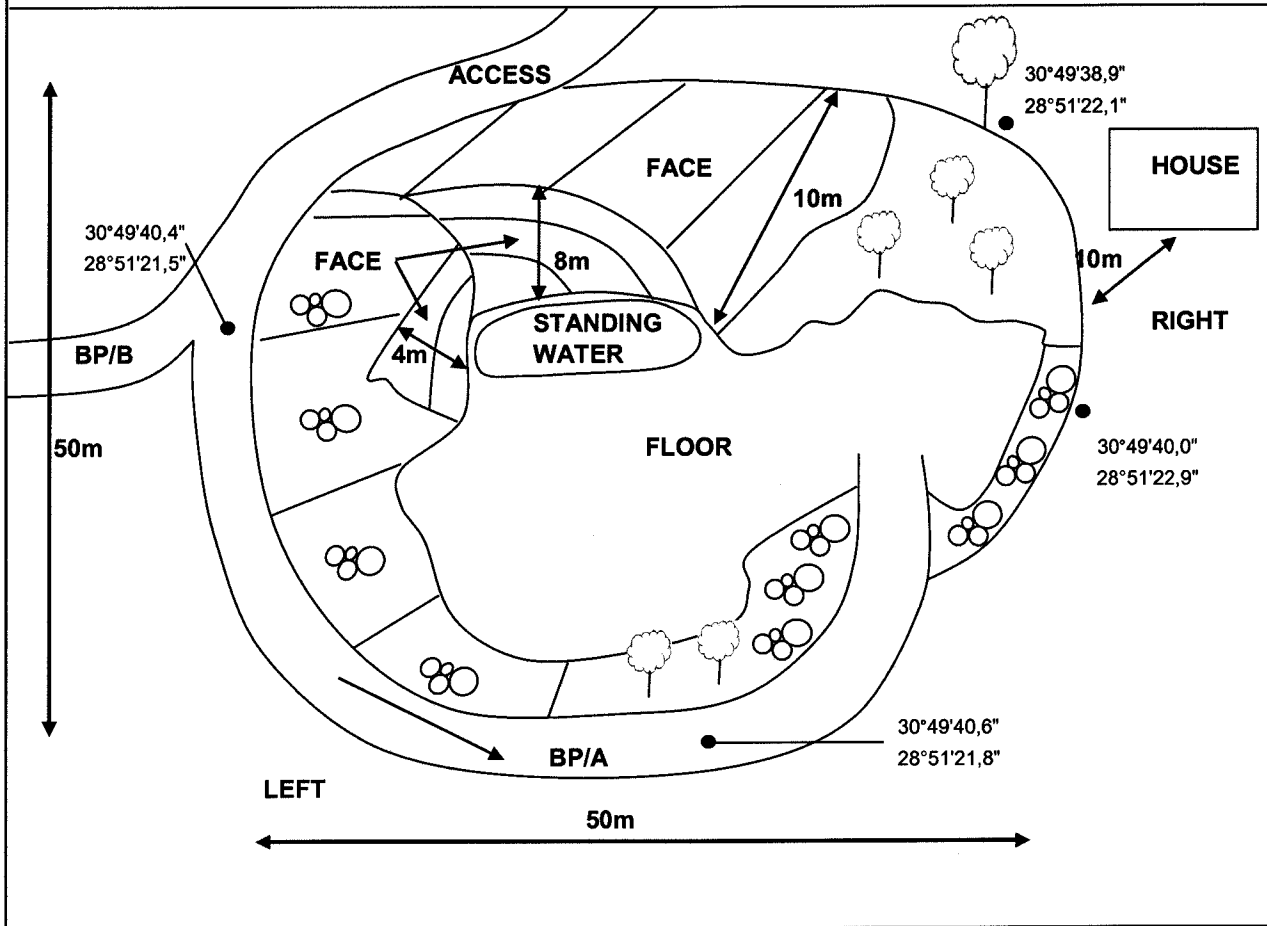 ACCESS
30°49'38,9"
28°51'22,1"
HOUSE
FACE
10m
30°49'40,4"
28°51'21,5"
FACE
8m
10m
RIGHT
STANDING
WATER
BP/B
4m
50m
FLOOR
30°49'40,0"
28°51'22,9"
30°49'40,6"
28°51'21,8"
BP/A
LEFT
50m